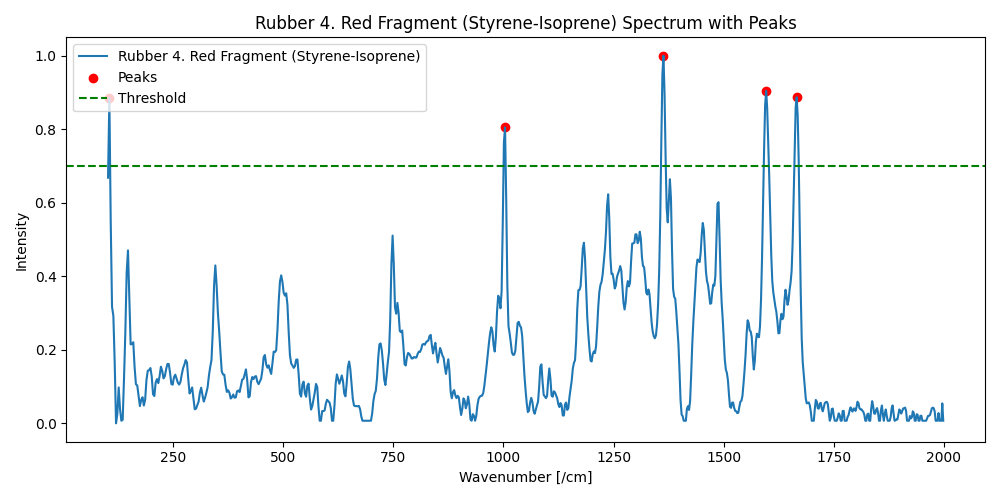 Rubber 4. Red Fragment (Styrene-Isoprene) Spectrum with Peaks
Rubber 4. Red Fragment (Styrene-Isoprene)
Peaks
Threshold
1.0
0.8
0.6
0.4
0.2
0.0
Intensity
250
500
750
1000
1250
1500
1750
2000
Wavenumber [/cm]